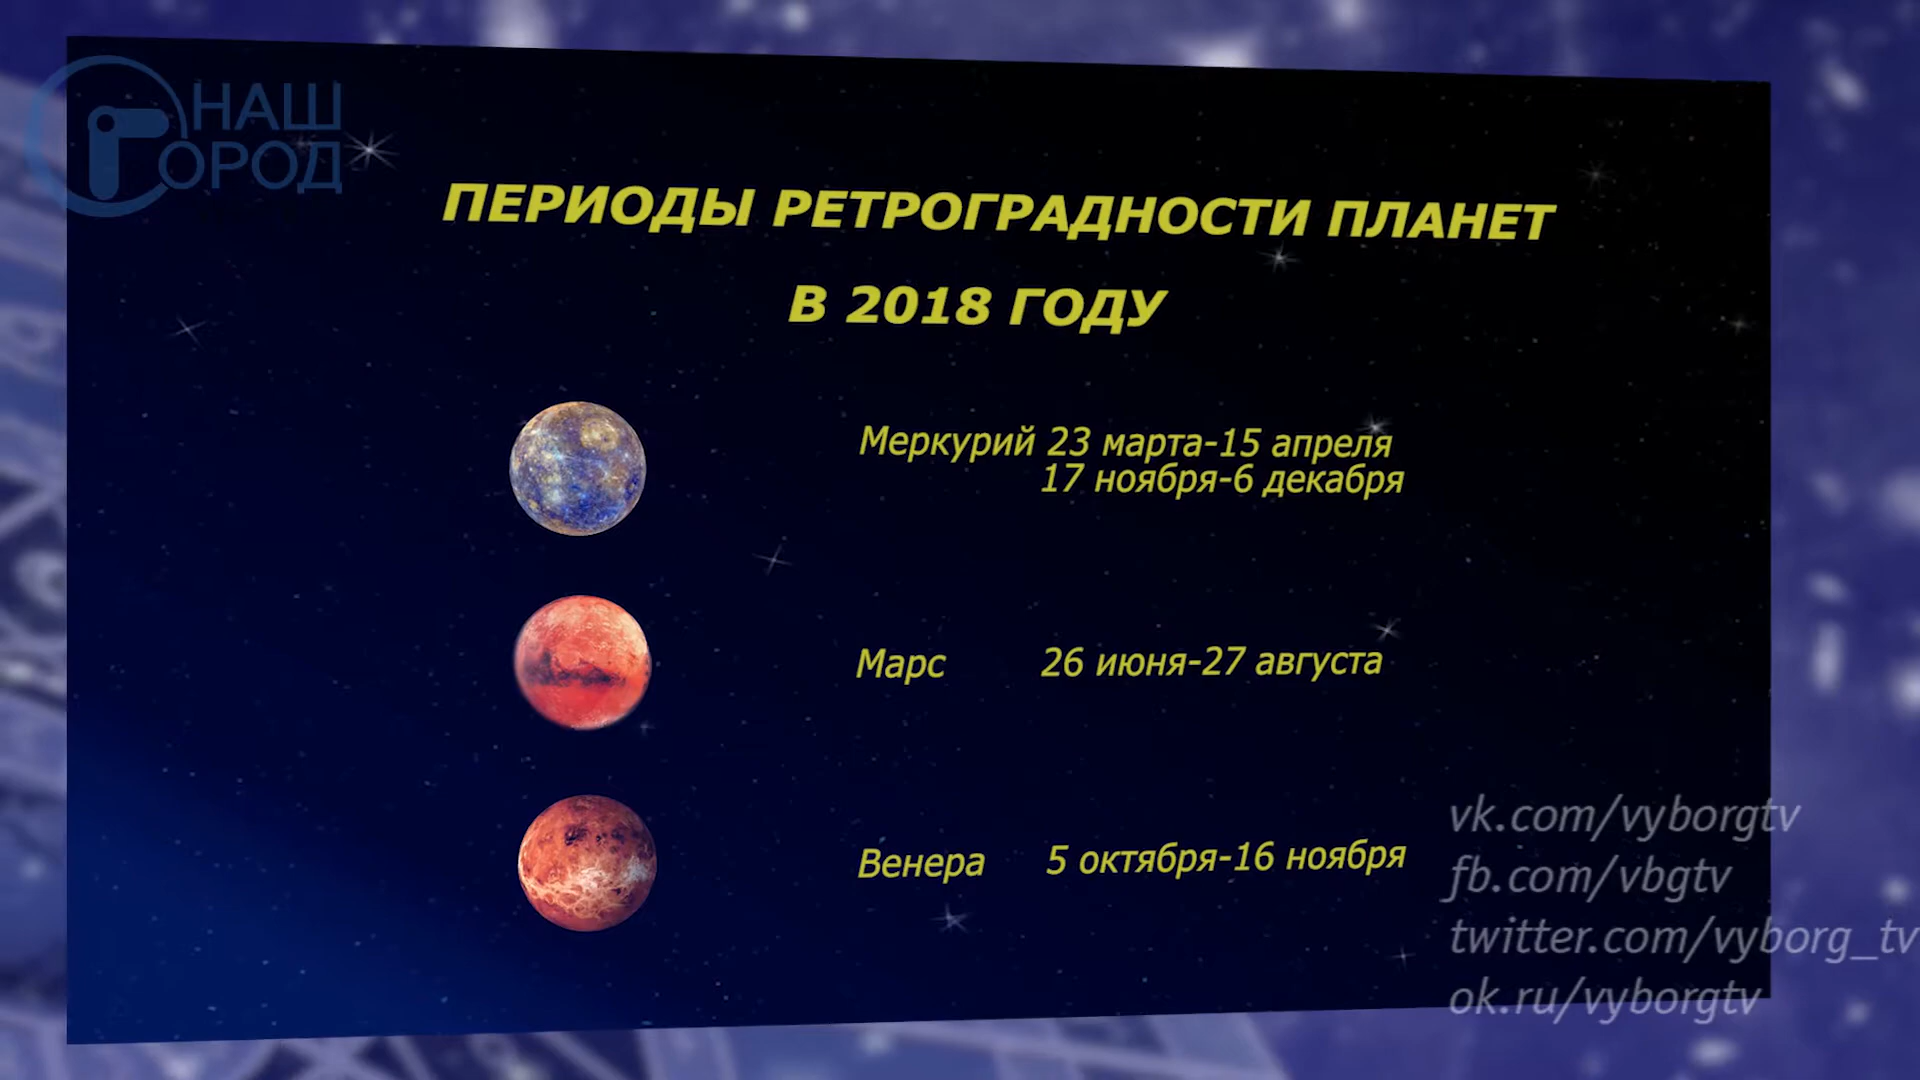 НАШ
ГОРОД
ПЕРИОДЫ РЕТРОГРАДНОСТИ ПЛАНЕТ
В 2018 ГОДУ
Меркурий 23 марта-15 апреля
17 ноября-6 декабря
Марс 26 июня-27 августа
Венера 5 октября-16 ноября
vk.com/vyborgtv
fb.com/vbgtv
twitter.com/vyborg_tv
ok.ru/vyborgtv